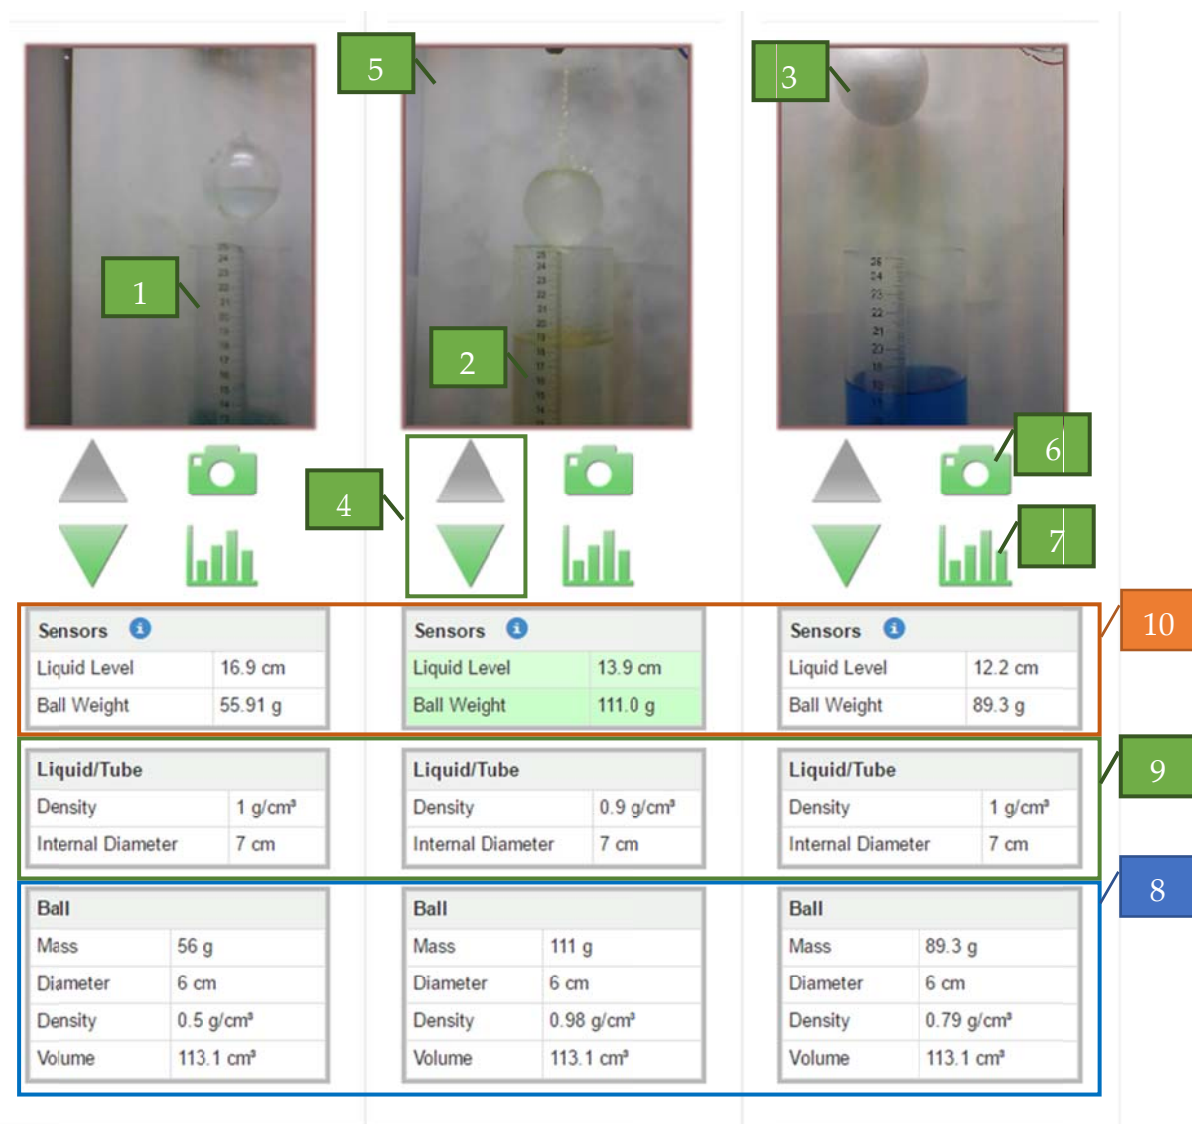 5
3
1
2
6
4
7
10
Sensors
Liquid Level 16.9 cm
Ball Weight 55.91 g
Sensors
Liquid Level 13.9 cm
Ball Weight 111.0 g
Sensors
Liquid Level 12.2 cm
Ball Weight 89.3 g
9
Liquid/Tube
Density 1 g/cm³
Internal Diameter 7 cm
Liquid/Tube
Density 0.9 g/cm³
Internal Diameter 7 cm
Liquid/Tube
Density 1 g/cm³
Internal Diameter 7 cm
8
Ball
Mass 56 g
Diameter 6 cm
Density 0.5 g/cm³
Volume 113.1 cm³
Ball
Mass 111 g
Diameter 6 cm
Density 0.98 g/cm³
Volume 113.1 cm³
Ball
Mass 89.3 g
Diameter 6 cm
Density 0.79 g/cm³
Volume 113.1 cm³